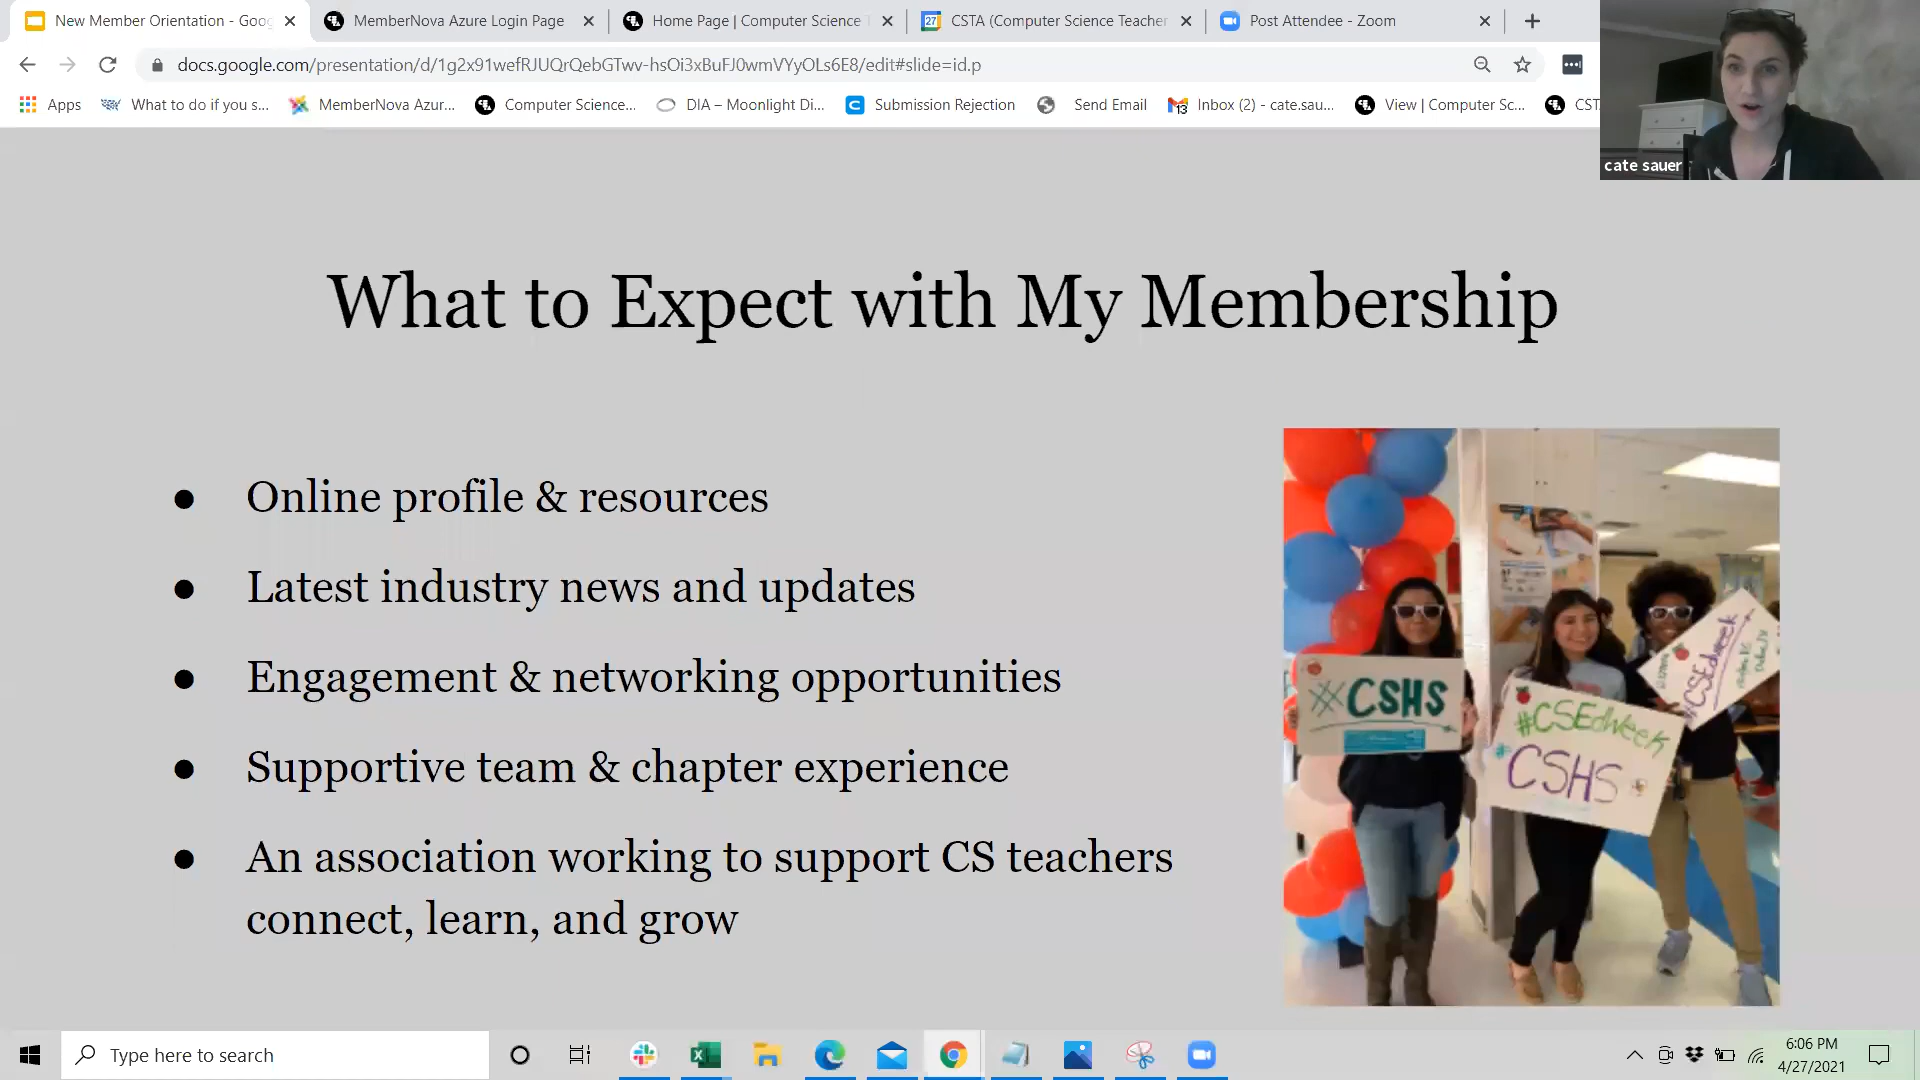 New Member Orientation - Goog
MemberNova Azure Login Page
Home Page | Computer Science T
CSTA (Computer Science Teacher
Post Attendee - Zoom
docs.google.com/presentation/d/1g2x91wefRJUQrQebGTwv-hsOi3xBuFJ0wmVYyOLs6E8/edit#slide=id.p
Apps
What to do if you s...
MemberNova Azur...
Computer Science...
DIA – Moonlight Di...
Submission Rejection
Send Email
Inbox (2) - cate.sau...
View | Computer Sc...
CST
cate sauer
What to Expect with My Membership
● Online profile & resources
● Latest industry news and updates
● Engagement & networking opportunities
● Supportive team & chapter experience
● An association working to support CS teachers
connect, learn, and grow
#CSHS
#CSEdWeek
#CSHS
#CSEdweek
Type here to search
6:06 PM
4/27/2021